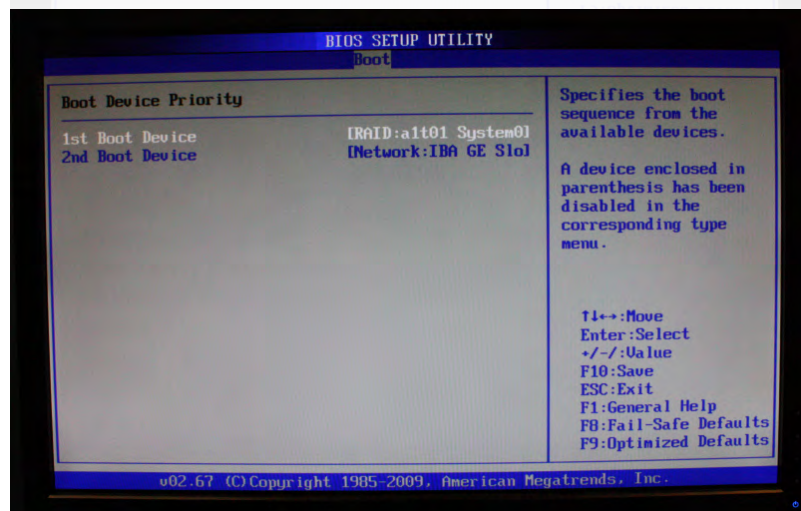 BIOS SETUP UTILITY
Boot
Boot Device Priority
1st Boot Device [RAID:a1t01 System0]
2nd Boot Device [Network:IBA GE Slo]
Specifies the boot
sequence from the
available devices.
A device enclosed in
parenthesis has been
disabled in the
corresponding type
menu.
↑↓←→:Move
Enter:Select
+/-/:Value
F10:Save
ESC:Exit
F1:General Help
F8:Fail-Safe Defaults
F9:Optimized Defaults
v02.67 (C)Copyright 1985-2009, American Megatrends, Inc.